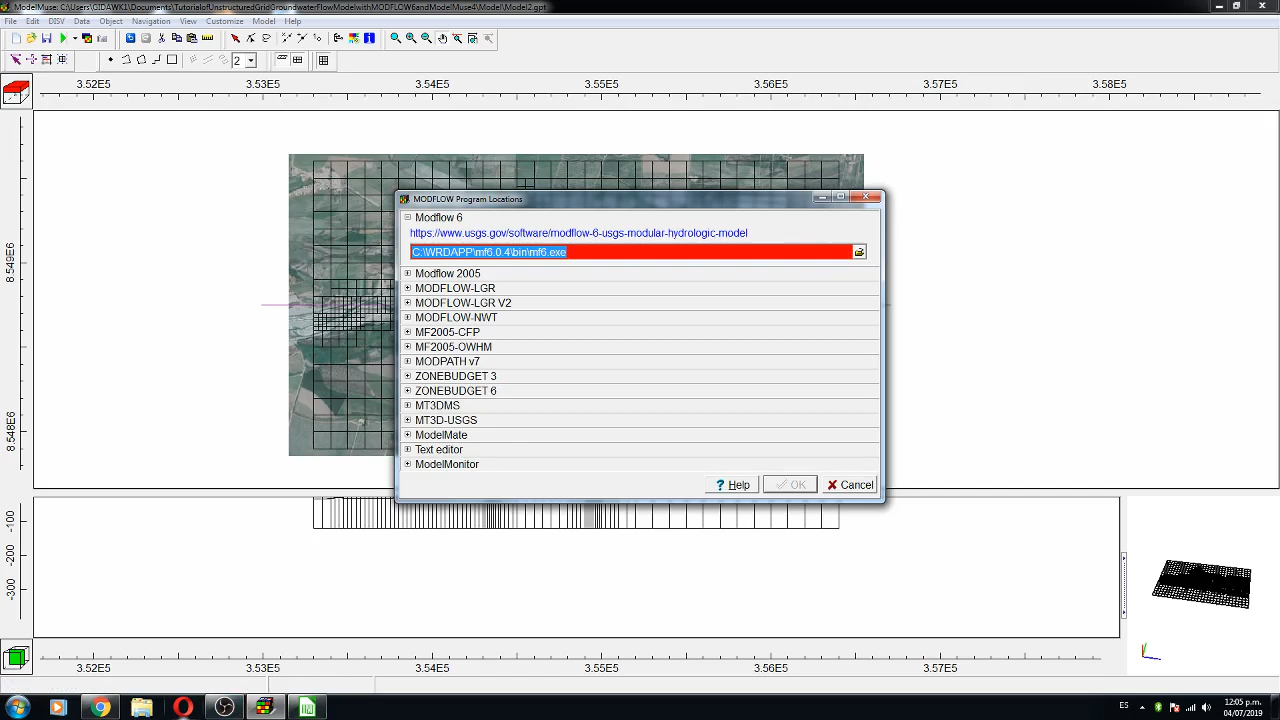 ModelMuse: C:\Users\GIDAWK1\Documents\TutorialofUnstructuredGridGroundwaterFlowModelwithMODFLOW6andModelMuse4\Model\Model2.gpt
File Edit DISV Data Object Navigation View Customize Model Help
2
3.52E5 3.53E5 3.54E5 3.55E5 3.56E5 3.57E5 3.58E5
8.549E6
8.548E6
MODFLOW Program Locations
Modflow 6
https://www.usgs.gov/software/modflow-6-usgs-modular-hydrologic-model
C:\WRDAPP\mf6.0.4\bin\mf6.exe
Modflow 2005
MODFLOW-LGR
MODFLOW-LGR V2
MODFLOW-NWT
MF2005-CFP
MF2005-OWHM
MODPATH v7
ZONEBUDGET 3
ZONEBUDGET 6
MT3DMS
MT3D-USGS
ModelMate
Text editor
ModelMonitor
Help OK Cancel
-100
-200
-300
3.52E5 3.53E5 3.54E5 3.55E5 3.56E5 3.57E5
ES
12:05 p.m.
04/07/2019